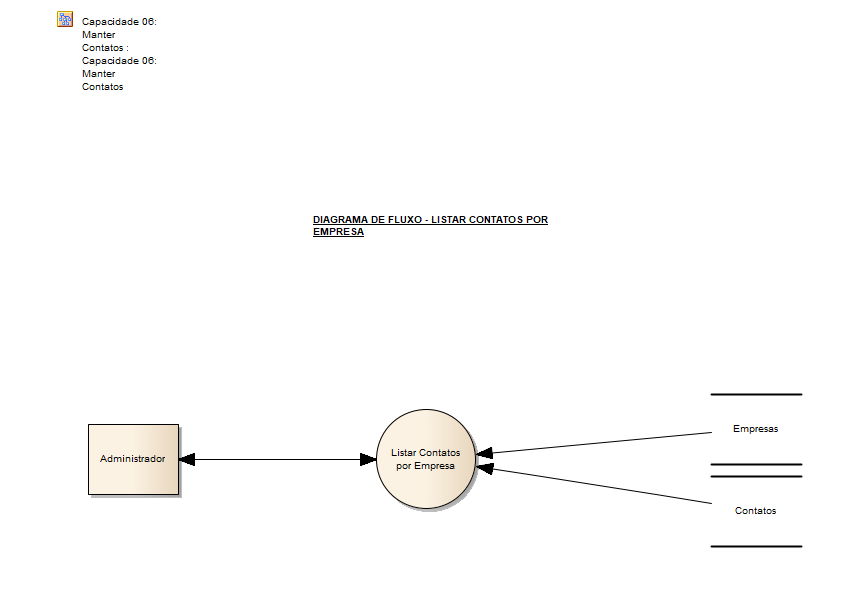 Capacidade 06:
Manter
Contatos :
Capacidade 06:
Manter
Contatos
DIAGRAMA DE FLUXO - LISTAR CONTATOS POR
EMPRESA
Administrador
Listar Contatos
por Empresa
Empresas
Contatos